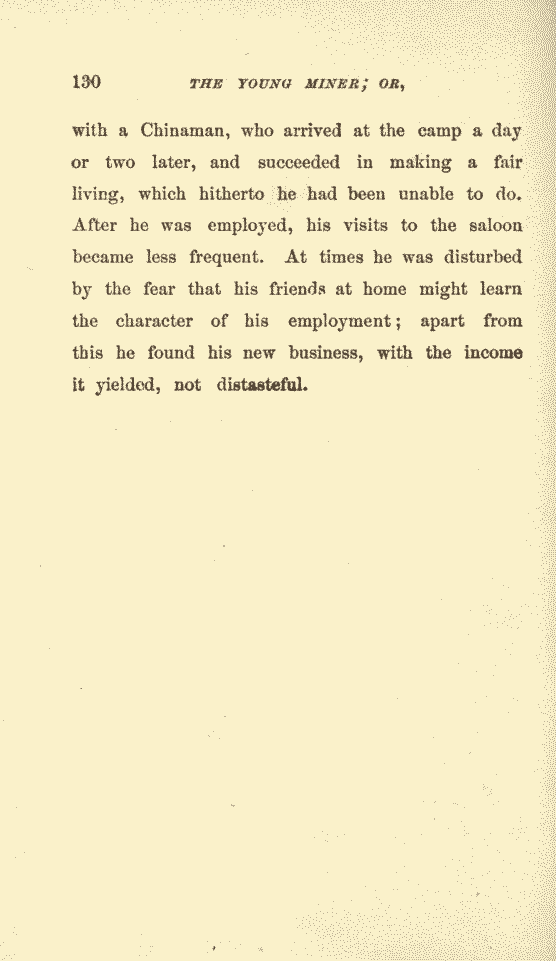 130 THE YOUNG MINER; OR,
with a Chinaman, who arrived at the camp a day
or two later, and succeeded in making a fair
living, which hitherto he had been unable to do.
After he was employed, his visits to the saloon
became less frequent. At times he was disturbed
by the fear that his friends at home might learn
the character of his employment; apart from
this he found his new business, with the income
it yielded, not distasteful.